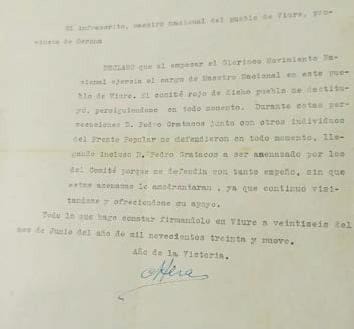 El infrascrito, maestro nacional del pueblo de Viure, pro-
vincia de Gerona
DECLARO que al empezar el Glorioso Movimiento Na-
cional ejercia el cargo de Maestro Nacional en este pue-
blo de Viure. El comité rojo de dicho pueblo me destitu-
yó, persiguiendome en todo momento. Durante estas per-
secuciones D. Pedro Gratacos junto con otros individuos
del Frente Popular me defendieron en todo momento, lle-
gando incluso D. Pedro Gratacos a ser amenazado por los
del Comité porque me defendia con tanto empeño, sin que
estas amenazas le amedrantaran, ya que continuo visi-
tandome y ofreciendome su apoyo.
Todo lo que hago constar firmandolo en Viure a veintiseis del
mes de Junio del año de mil novecientos treinta y nueve.
Año de la Victoria.